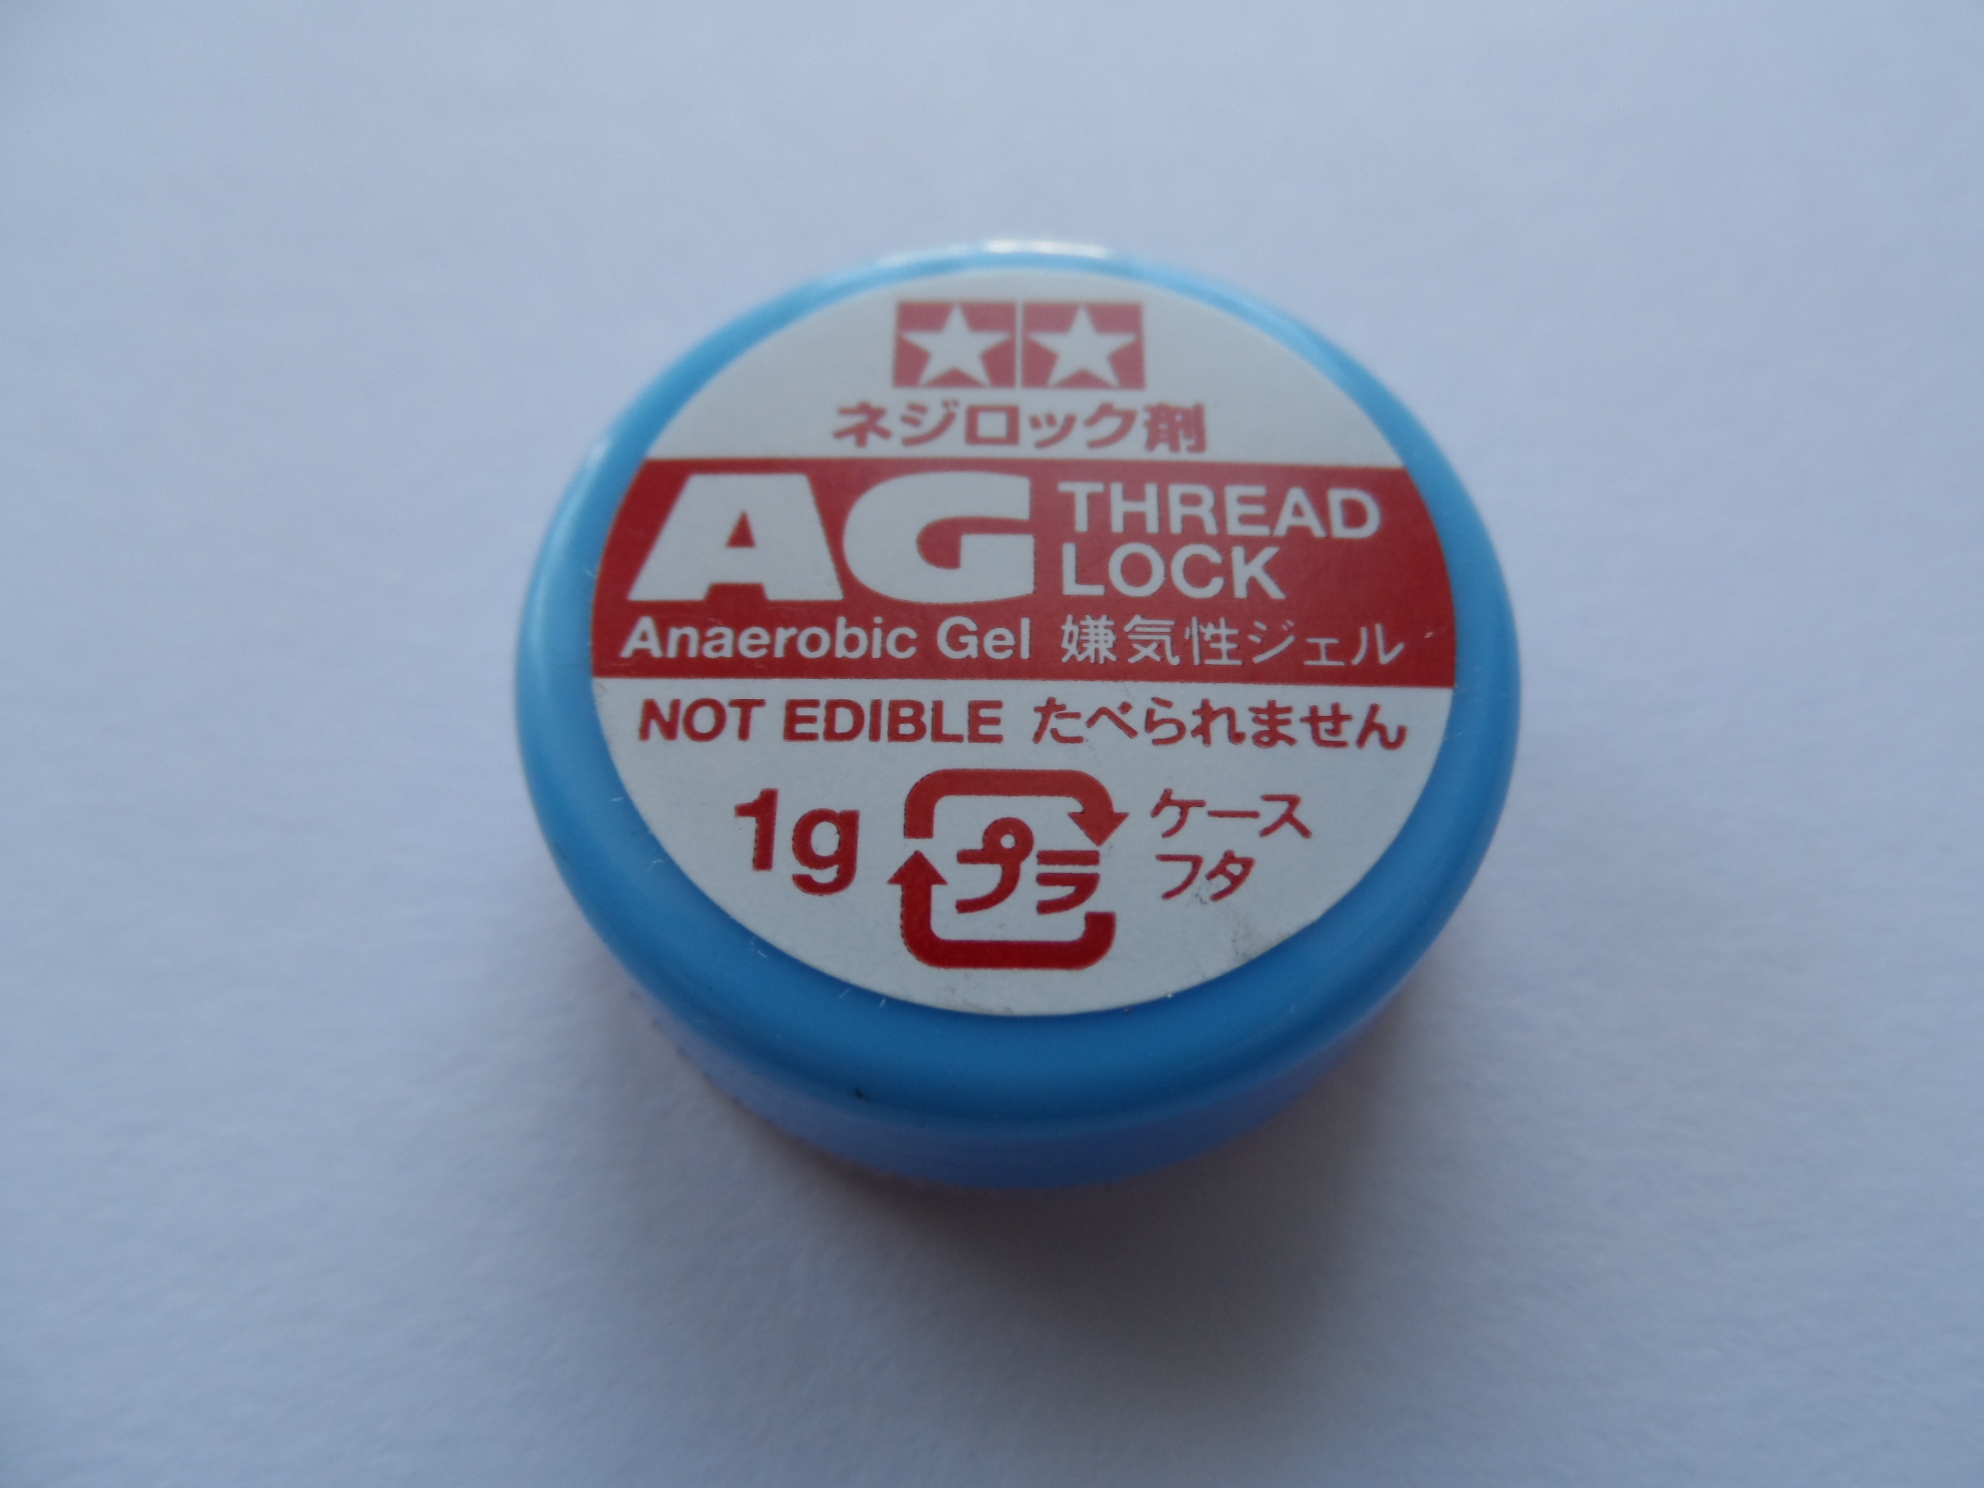 ネジロック剤
AG THREAD LOCK
Anaerobic Gel 嫌気性ジェル
NOT EDIBLE たべられません
1g プラ ケース
フタ